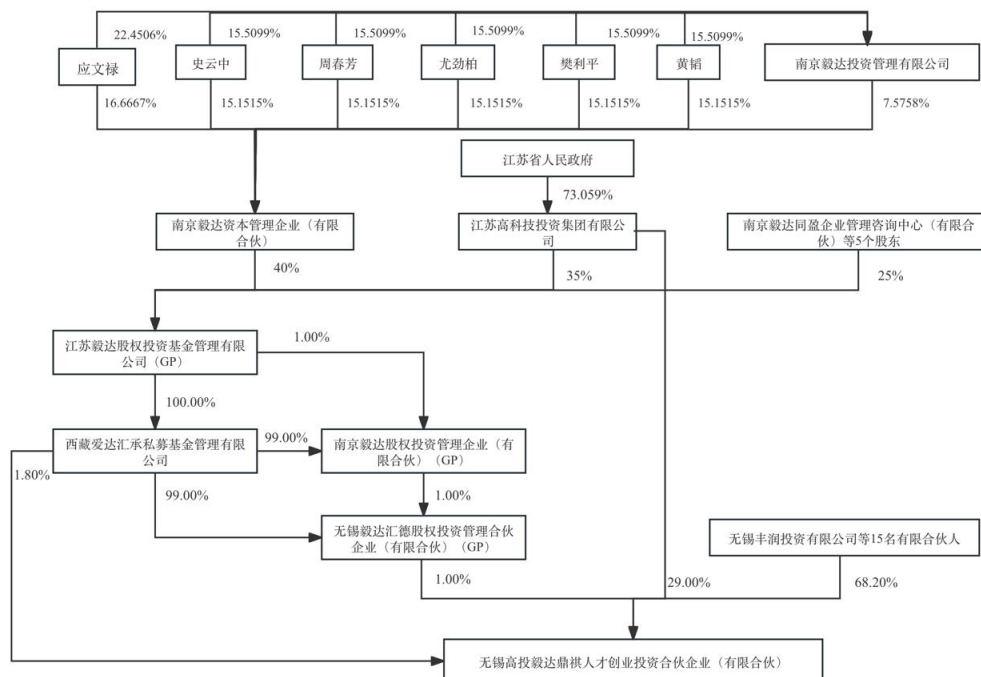 22.4506%
15.5099%
15.5099%
15.5099%
15.5099%
15.5099%
应文禄
史云中
周春芳
尤劲柏
樊利平
黄韬
南京毅达投资管理有限公司
16.6667%
15.1515%
15.1515%
15.1515%
15.1515%
15.1515%
7.5758%
江苏省人民政府
73.059%
南京毅达资本管理企业（有限
合伙）
江苏高科技投资集团有限公
司
南京毅达同盈企业管理咨询中心（有限合
伙）等5个股东
40%
35%
25%
江苏毅达股权投资基金管理有限
公司（GP）
1.00%
100.00%
西藏爱达汇承私募基金管理有限
公司
99.00%
南京毅达股权投资管理企业（有
限合伙）（GP）
1.80%
99.00%
1.00%
无锡毅达汇德股权投资管理合伙
企业（有限合伙）（GP）
无锡丰润投资有限公司等15名有限合伙人
1.00%
29.00%
68.20%
无锡高投毅达鼎祺人才创业投资合伙企业（有限合伙）